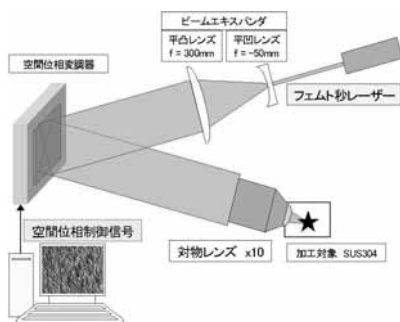 ビームエキスパンダ
平凸レンズ
f = 300mm
平凹レンズ
f = -50mm
空間位相変調器
フェムト秒レーザー
空間位相制御信号
対物レンズ x10
加工対象 SUS304